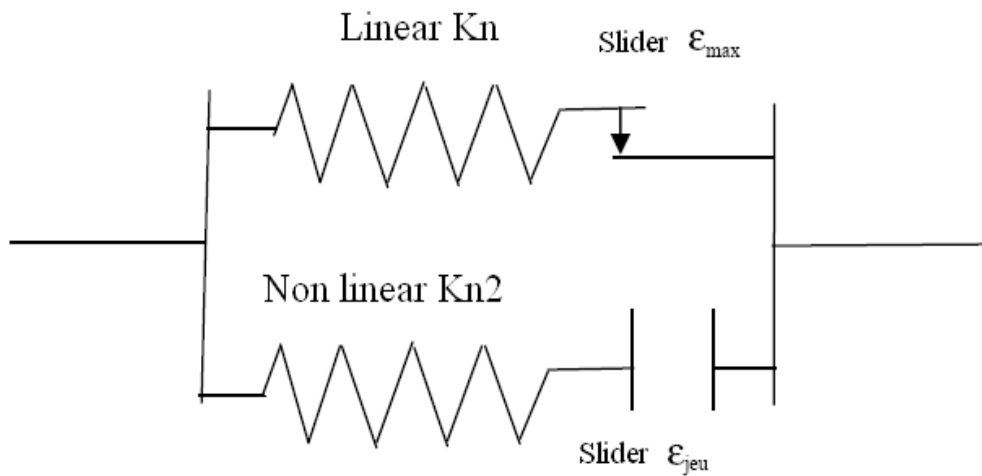 Linear Kn
Slider εmax
Non linear Kn2
Slider εjeu